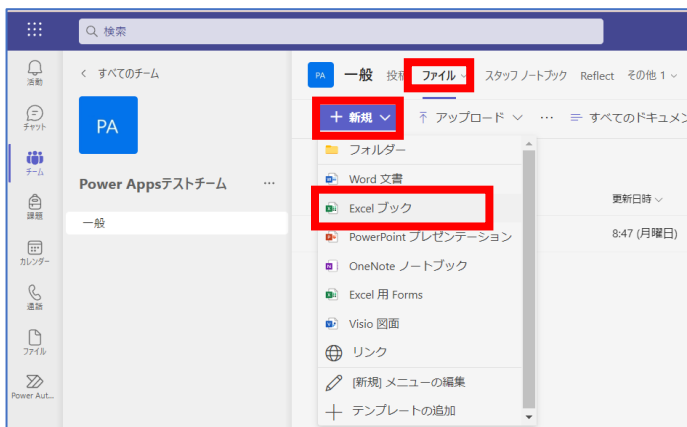 検索
活動
チャット
チーム
課題
カレンダー
通話
ファイル
Power Aut...
すべてのチーム
PA
Power Appsテストチーム ...
一般
PA 一般 投稿 ファイル スタッフ ノートブック Reflect その他 1
+ 新規 アップロード ... すべてのドキュメン
フォルダー
Word 文書
Excel ブック
PowerPoint プレゼンテーション
OneNote ノートブック
Excel 用 Forms
Visio 図面
リンク
[新規] メニューの編集
テンプレートの追加
更新日時
8:47 (月曜日)